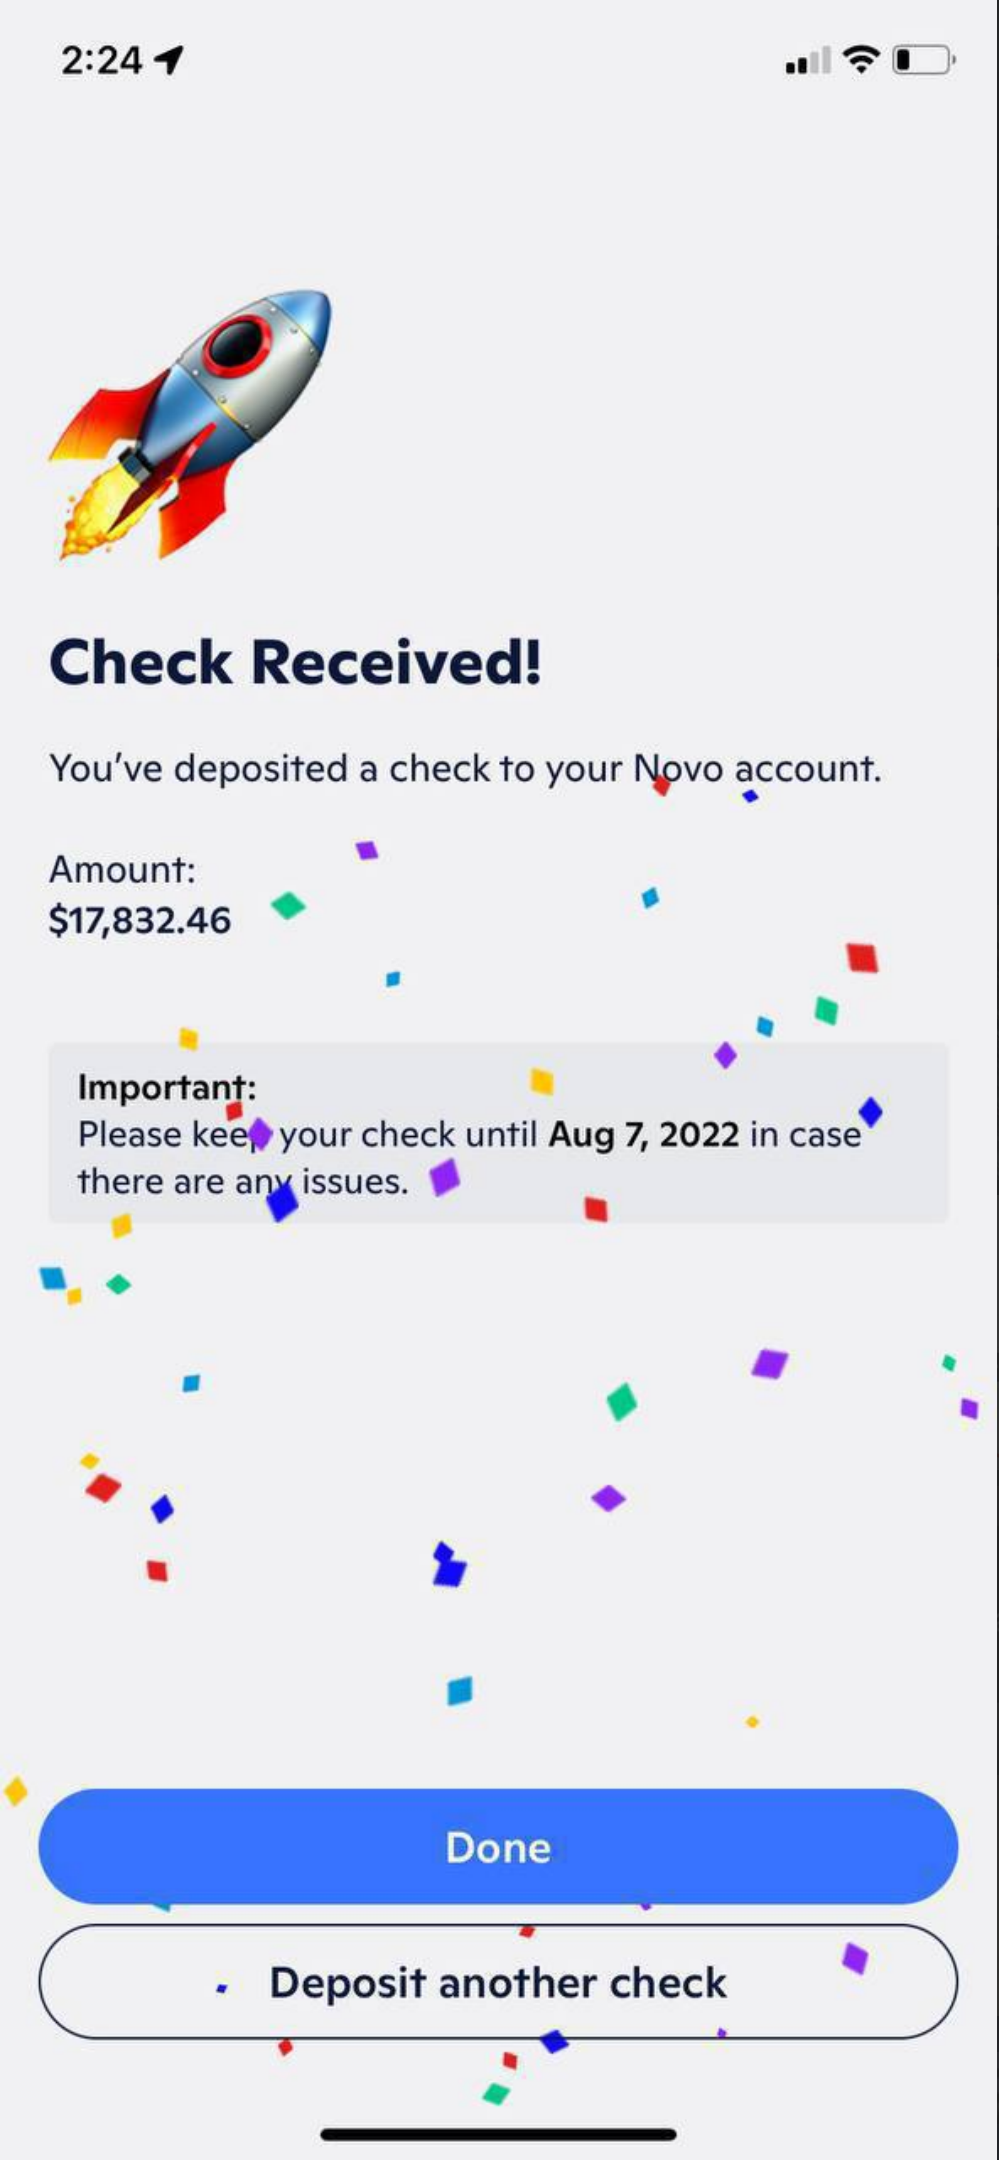 2:24
Check Received!
You’ve deposited a check to your Novo account.
Amount:
$17,832.46
Important:
Please keep your check until Aug 7, 2022 in case
there are any issues.
Done
Deposit another check